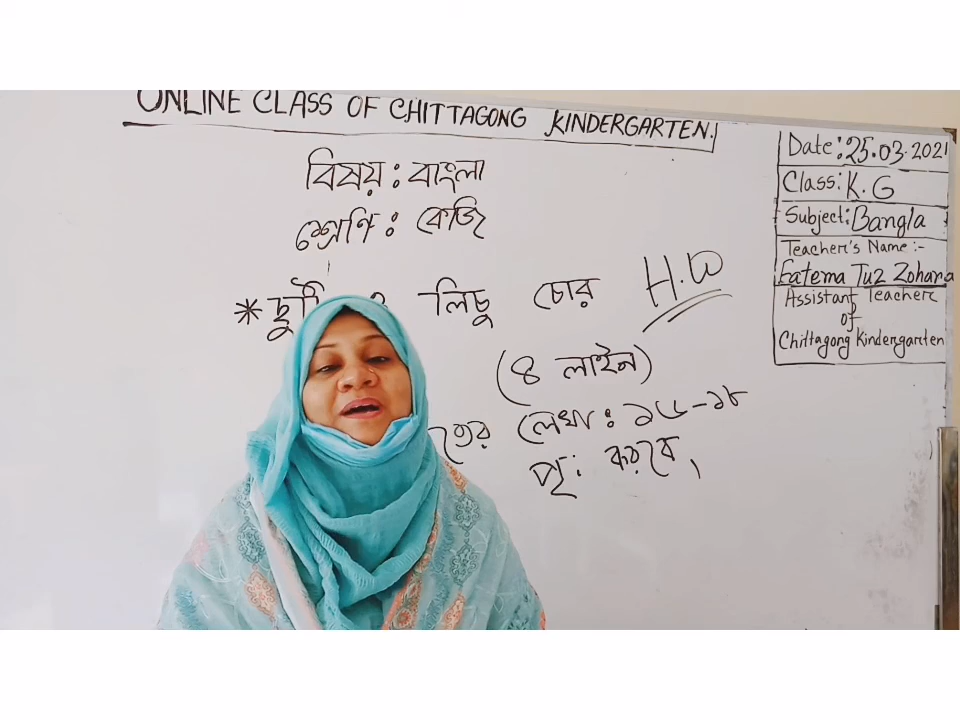 ONLINE CLASS OF CHITTAGONG KINDERGARTEN.
বিষয়ঃ বাংলা
শ্রেণিঃ কেজি
* লিচু চোর
H.W
(৪ লাইন)
লেখাঃ ১৬-১৮
পৃঃ করবে,
Date: 25.03.2021
Class: K.G
Subject: Bangla
Teacher's Name:-
Fatema Tuz Zohara
Assistant Teacher
of
Chittagong Kindergarten